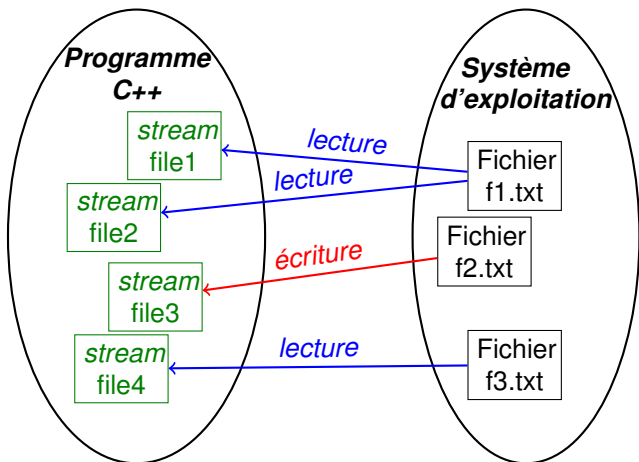 Programme
C++
Système
d'exploitation
stream
file1
lecture
Fichier
f1.txt
stream
file2
lecture
Fichier
f2.txt
stream
file3
écriture
stream
file4
lecture
Fichier
f3.txt